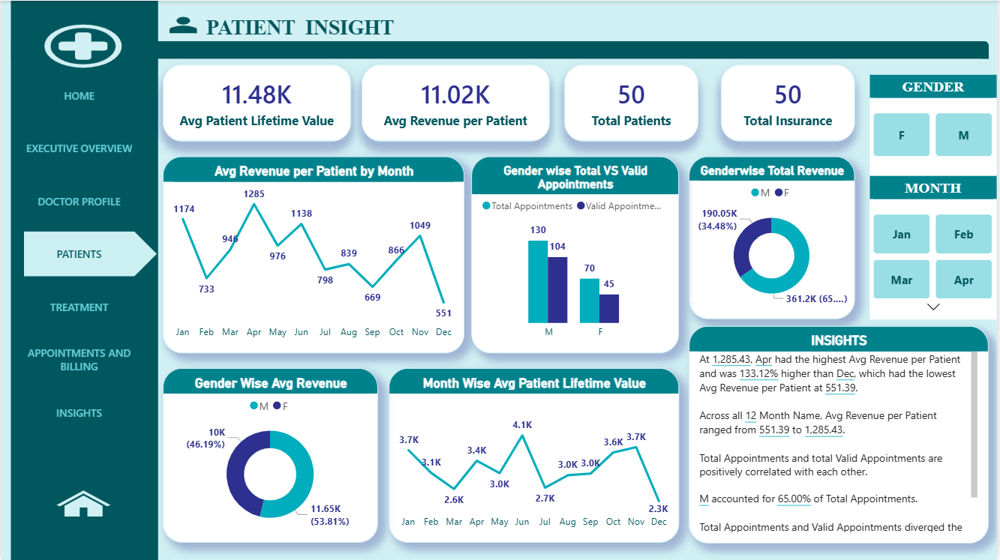 PATIENT INSIGHT
HOME
EXECUTIVE OVERVIEW
DOCTOR PROFILE
PATIENTS
TREATMENT
APPOINTMENTS AND
BILLING
INSIGHTS
11.48K
Avg Patient Lifetime Value
11.02K
Avg Revenue per Patient
50
Total Patients
50
Total Insurance
GENDER
F M
MONTH
Jan Feb
Mar Apr
Avg Revenue per Patient by Month
1174
733
946
1285
976
1138
798
839
669
866
1049
551
Jan Feb Mar Apr May Jun Jul Aug Sep Oct Nov Dec
Gender wise Total VS Valid
Appointments
Total Appointments Valid Appointme...
130
104
70
45
M F
Genderwise Total Revenue
M F
190.05K
(34.48%)
361.2K (65....)
Gender Wise Avg Revenue
M F
10K
(46.19%)
11.65K
(53.81%)
Month Wise Avg Patient Lifetime Value
3.7K
3.1K
2.6K
3.4K
3.0K
4.1K
2.7K
3.0K
3.0K
3.6K
3.7K
2.3K
Jan Feb Mar Apr May Jun Jul Aug Sep Oct Nov Dec
INSIGHTS
At 1,285.43, Apr had the highest Avg Revenue per Patient
and was 133.12% higher than Dec, which had the lowest
Avg Revenue per Patient at 551.39.
Across all 12 Month Name, Avg Revenue per Patient
ranged from 551.39 to 1,285.43.
Total Appointments and total Valid Appointments are
positively correlated with each other.
M accounted for 65.00% of Total Appointments.
Total Appointments and Valid Appointments diverged the